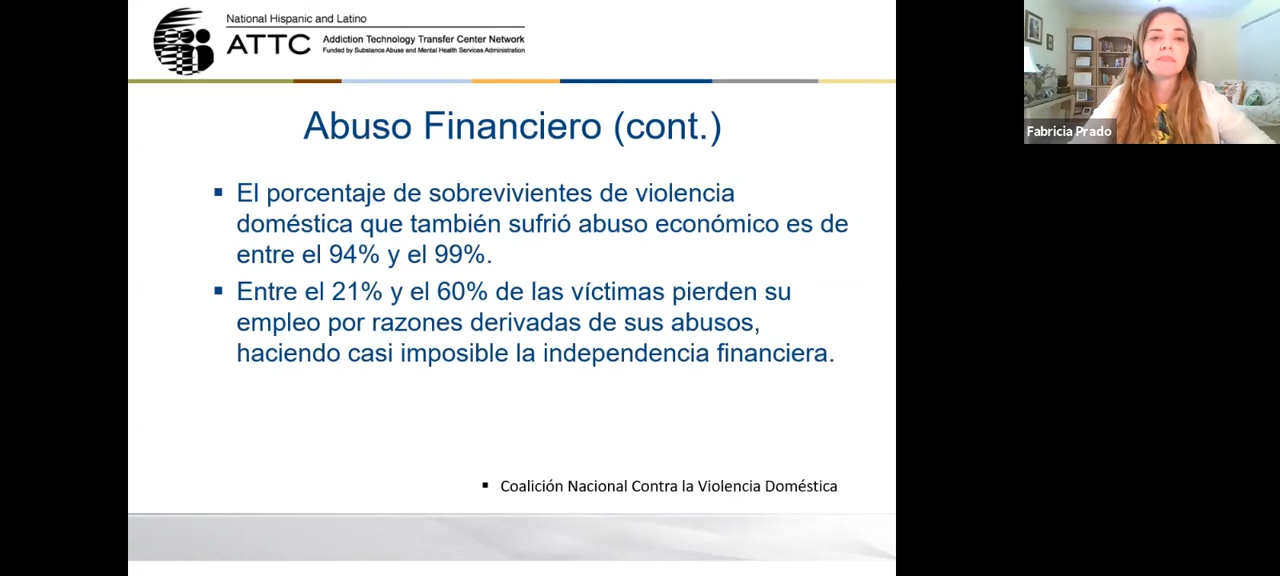 National Hispanic and Latino
ATTC
Addiction Technology Transfer Center Network
Funded by Substance Abuse and Mental Health Services Administration
Abuso Financiero (cont.)
▪ El porcentaje de sobrevivientes de violencia
doméstica que también sufrió abuso económico es de
entre el 94% y el 99%.
▪ Entre el 21% y el 60% de las víctimas pierden su
empleo por razones derivadas de sus abusos,
haciendo casi imposible la independencia financiera.
▪ Coalición Nacional Contra la Violencia Doméstica
Fabricia Prado